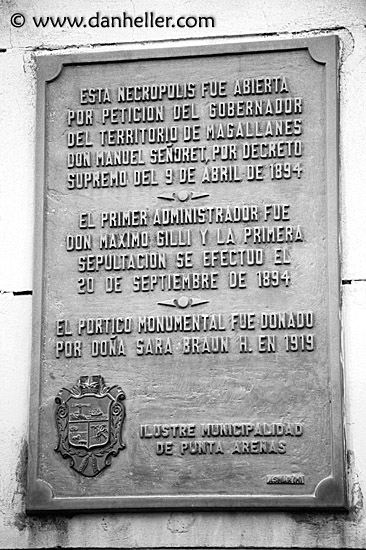 © www.danheller.com
ESTA NECROPOLIS FUE ABIERTA
POR PETICION DEL GOBERNADOR
DEL TERRITORIO DE MAGALLANES
DON MANUEL SEÑORET, POR DECRETO
SUPREMO DEL 9 DE ABRIL DE 1894
EL PRIMER ADMINISTRADOR FUE
DON MAXIMO GILLI Y LA PRIMERA
SEPULTACION SE EFECTUO EL
20 DE SEPTIEMBRE DE 1894
EL PORTICO MONUMENTAL FUE DONADO
POR DOÑA SARA BRAUN H. EN 1919
ILUSTRE MUNICIPALIDAD
DE PUNTA ARENAS